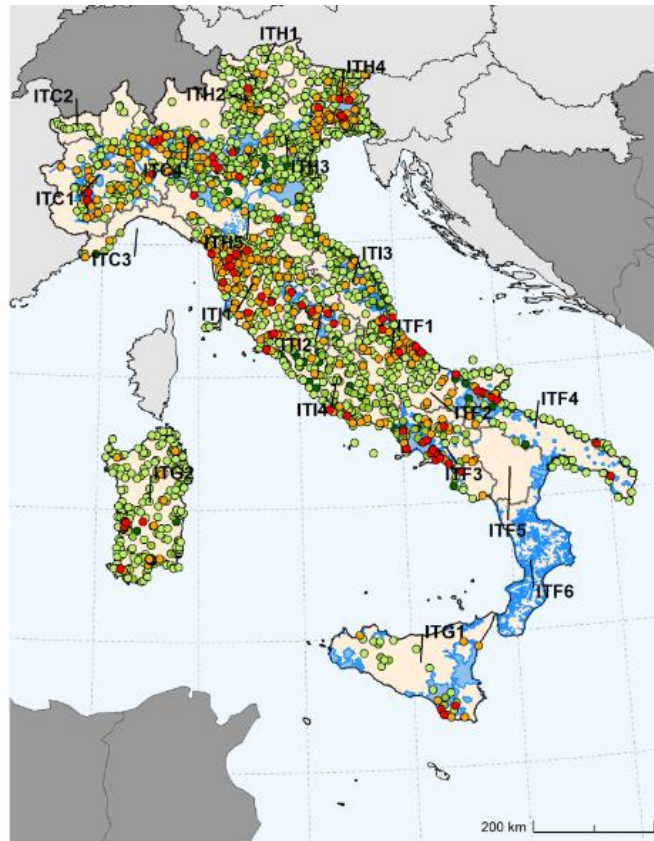 ITH1
ITH4
ITH2
ITC2
ITH3
ITC4
ITC1
ITC3
ITH5
ITI3
ITI1
ITF1
ITI2
ITI4
ITF2
ITF4
ITF3
ITG2
ITF5
ITF6
ITG1
200 km